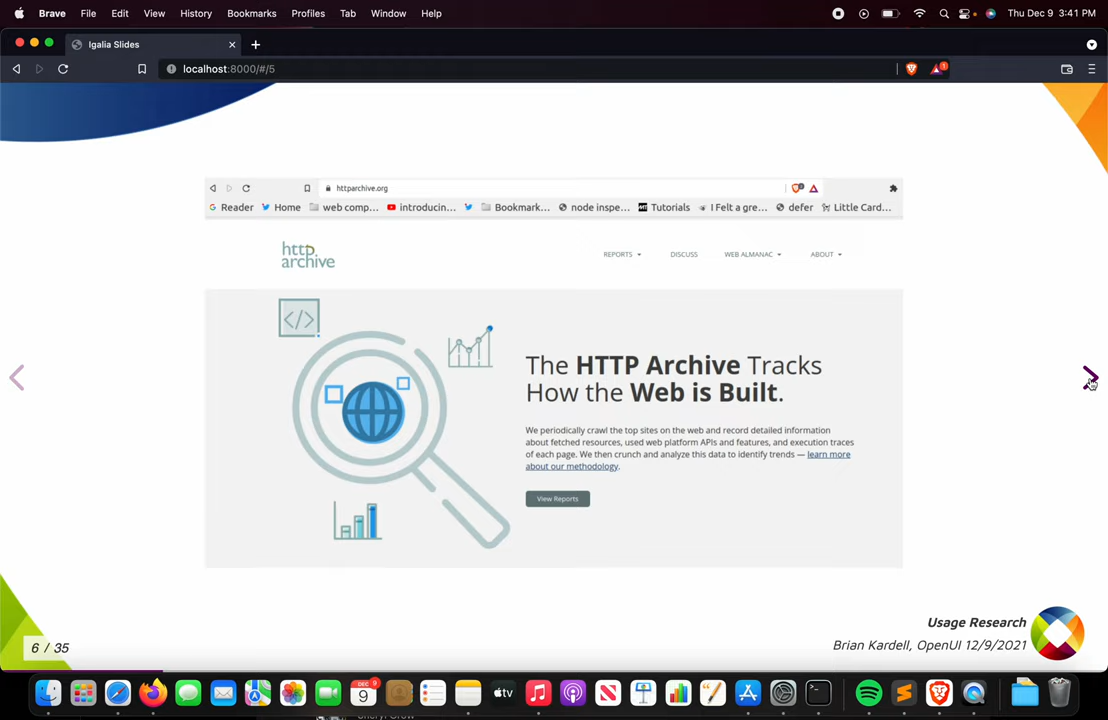 Brave File Edit View History Bookmarks Profiles Tab Window Help Thu Dec 9 3:41 PM
Igalia Slides
localhost:8000/#/5
1
httparchive.org
Reader Home web comp... introducin... Bookmark... node inspe... Tutorials I Felt a gre... defer Little Card...
http archive
REPORTS DISCUSS WEB ALMANAC ABOUT
</>
The HTTP Archive Tracks
How the Web is Built.
We periodically crawl the top sites on the web and record detailed information
about fetched resources, used web platform APIs and features, and execution traces
of each page. We then crunch and analyze this data to identify trends — learn more
about our methodology.
View Reports
Usage Research
Brian Kardell, OpenUI 12/9/2021
6 / 35
DEC 9
9
tv